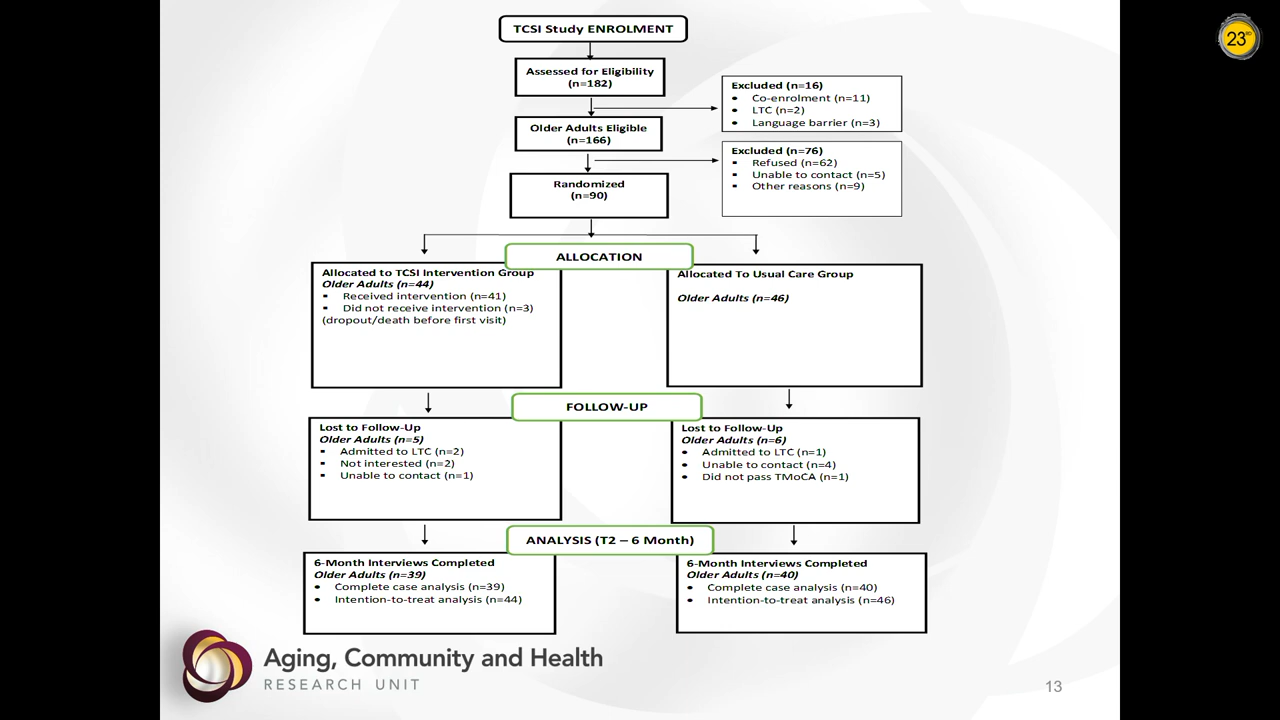 TCSI Study ENROLMENT
23RD
Assessed for Eligibility
(n=182)
Excluded (n=16)
• Co-enrolment (n=11)
• LTC (n=2)
• Language barrier (n=3)
Older Adults Eligible
(n=166)
Excluded (n=76)
▪ Refused (n=62)
▪ Unable to contact (n=5)
▪ Other reasons (n=9)
Randomized
(n=90)
ALLOCATION
Allocated to TCSI Intervention Group
Older Adults (n=44)
▪ Received intervention (n=41)
▪ Did not receive intervention (n=3)
(dropout/death before first visit)
Allocated To Usual Care Group
Older Adults (n=46)
FOLLOW-UP
Lost to Follow-Up
Older Adults (n=5)
▪ Admitted to LTC (n=2)
▪ Not interested (n=2)
▪ Unable to contact (n=1)
Lost to Follow-Up
Older Adults (n=6)
• Admitted to LTC (n=1)
• Unable to contact (n=4)
• Did not pass TMoCA (n=1)
ANALYSIS (T2 – 6 Month)
6-Month Interviews Completed
Older Adults (n=39)
• Complete case analysis (n=39)
• Intention-to-treat analysis (n=44)
6-Month Interviews Completed
Older Adults (n=40)
• Complete case analysis (n=40)
• Intention-to-treat analysis (n=46)
Aging, Community and Health
RESEARCH UNIT
13